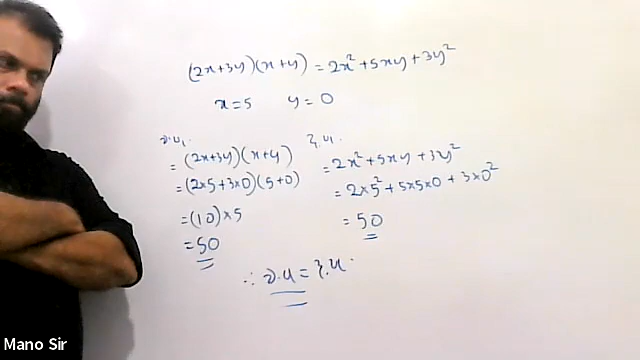 (2x+3y)(x+y) = 2x²+5xy+3y²
x=5 y=0
=(2x+3y)(x+y)
=(2×5+3×0)(5+0)
=(10)×5
=50
=2x²+5xy+3y²
=2×5²+5×5×0+3×0²
=50
Mano Sir